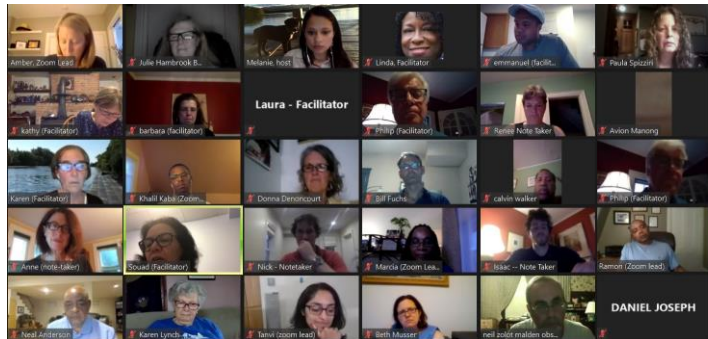 Amber, Zoom Lead
Julie Hambrook B...
Melanie, host
Linda, Facilitator
emmanuel (facilit...
Paula Spizziri
kathy (Facilitator)
barbara (facilitator)
Laura - Facilitator
Philip (Facilitator)
Renee Note Taker
Avion Manong
Karen (Facilitator)
Khalil Kaba (Zoom...
Donna Denoncourt
Bill Fuchs
calvin walker
Philip (Facilitator)
Anne (note-taker)
Souad (Facilitator)
Nick - Notetaker
Marcia (Zoom Lea...
Isaac -- Note Taker
Ramon (Zoom lead)
Neal Anderson
Karen Lynch
Tanvi (zoom lead)
Beth Musser
neil zolot malden obs...
DANIEL JOSEPH